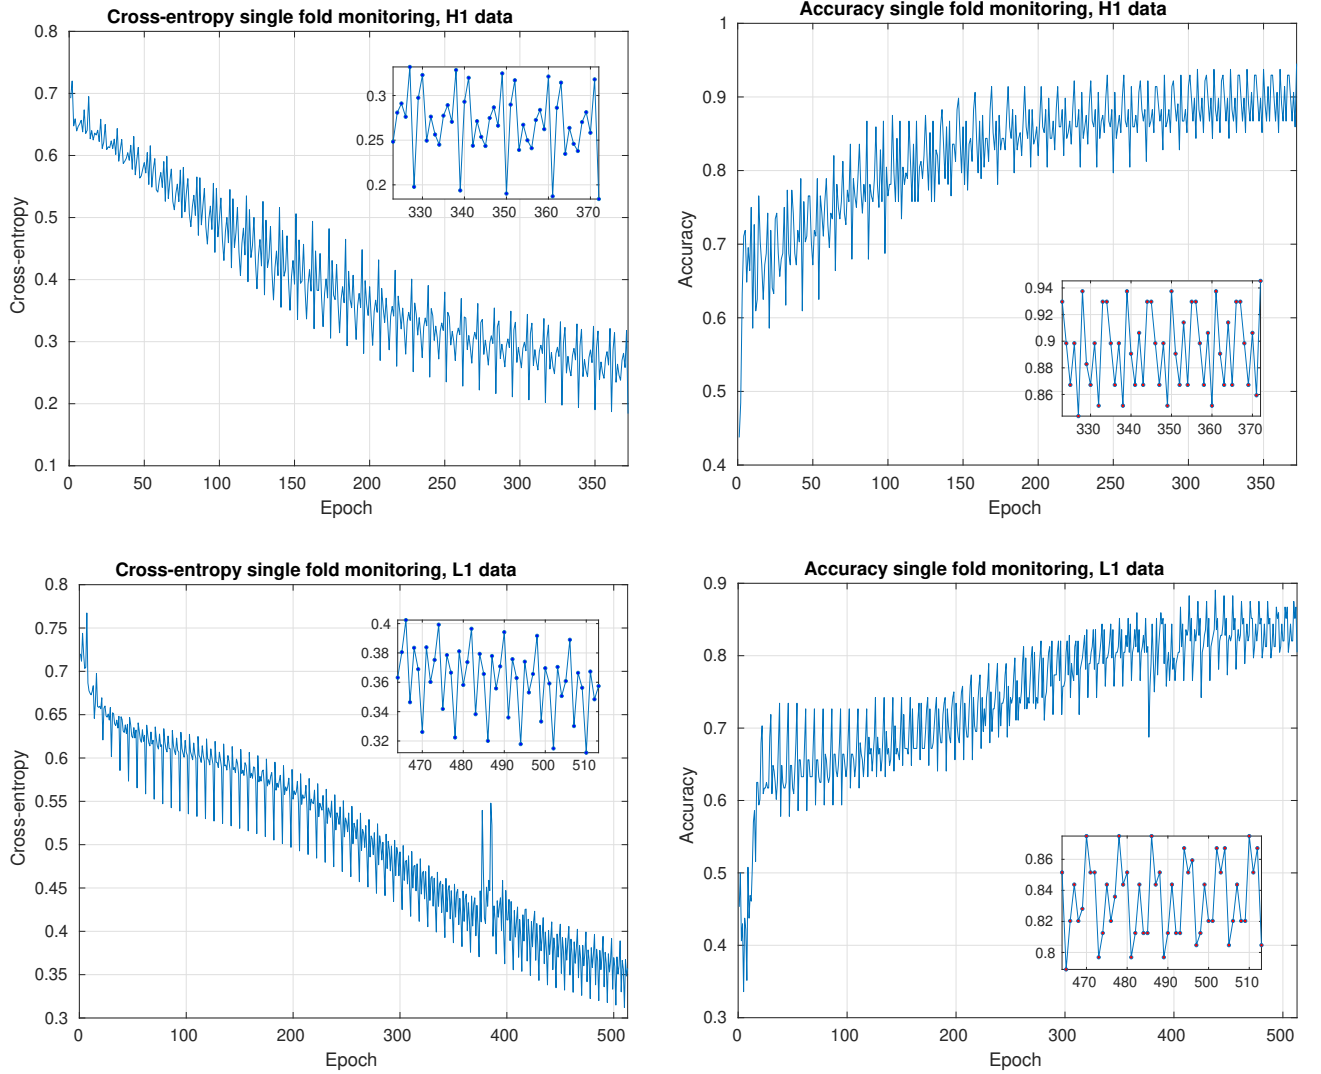 Cross-entropy single fold monitoring, H1 data
0.8
0.7
0.6
0.5
0.4
0.3
0.2
0.1
Cross-entropy
0 50 100 150 200 250 300 350
Epoch
0.3
0.25
0.2
330 340 350 360 370
Accuracy single fold monitoring, H1 data
1
0.9
0.8
0.7
0.6
0.5
0.4
Accuracy
0 50 100 150 200 250 300 350
Epoch
0.94
0.92
0.9
0.88
0.86
330 340 350 360 370
Cross-entropy single fold monitoring, L1 data
0.8
0.75
0.7
0.65
0.6
0.55
0.5
0.45
0.4
0.35
0.3
Cross-entropy
0 100 200 300 400 500
Epoch
0.4
0.38
0.36
0.34
0.32
470 480 490 500 510
Accuracy single fold monitoring, L1 data
0.9
0.8
0.7
0.6
0.5
0.4
0.3
Accuracy
0 100 200 300 400 500
Epoch
0.86
0.84
0.82
0.8
470 480 490 500 510